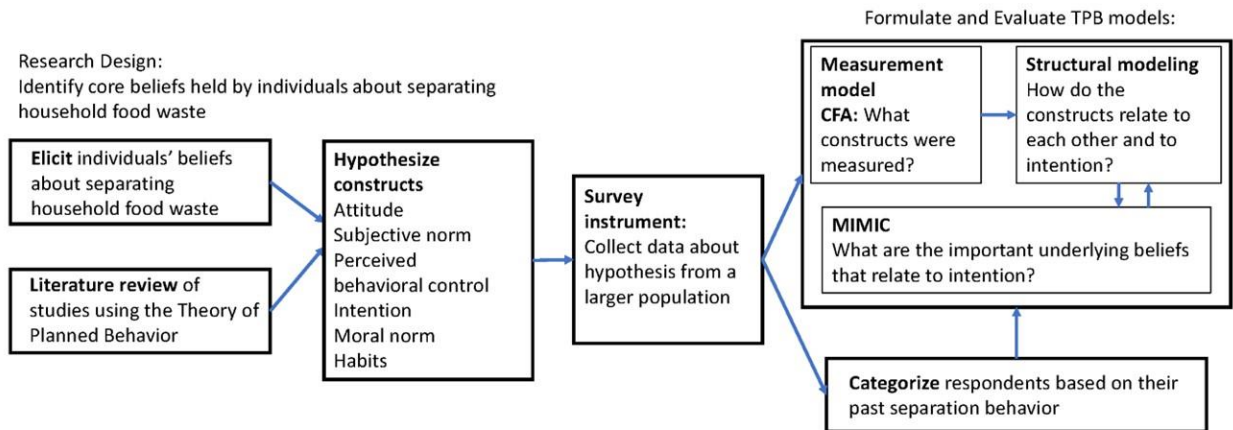 Research Design:
Identify core beliefs held by individuals about separating
household food waste
Elicit individuals’ beliefs
about separating
household food waste
Literature review of
studies using the Theory of
Planned Behavior
Hypothesize
constructs
Attitude
Subjective norm
Perceived
behavioral control
Intention
Moral norm
Habits
Survey
instrument:
Collect data about
hypothesis from a
larger population
Formulate and Evaluate TPB models:
Measurement
model
CFA: What
constructs were
measured?
Structural modeling
How do the
constructs relate to
each other and to
intention?
MIMIC
What are the important underlying beliefs
that relate to intention?
Categorize respondents based on their
past separation behavior